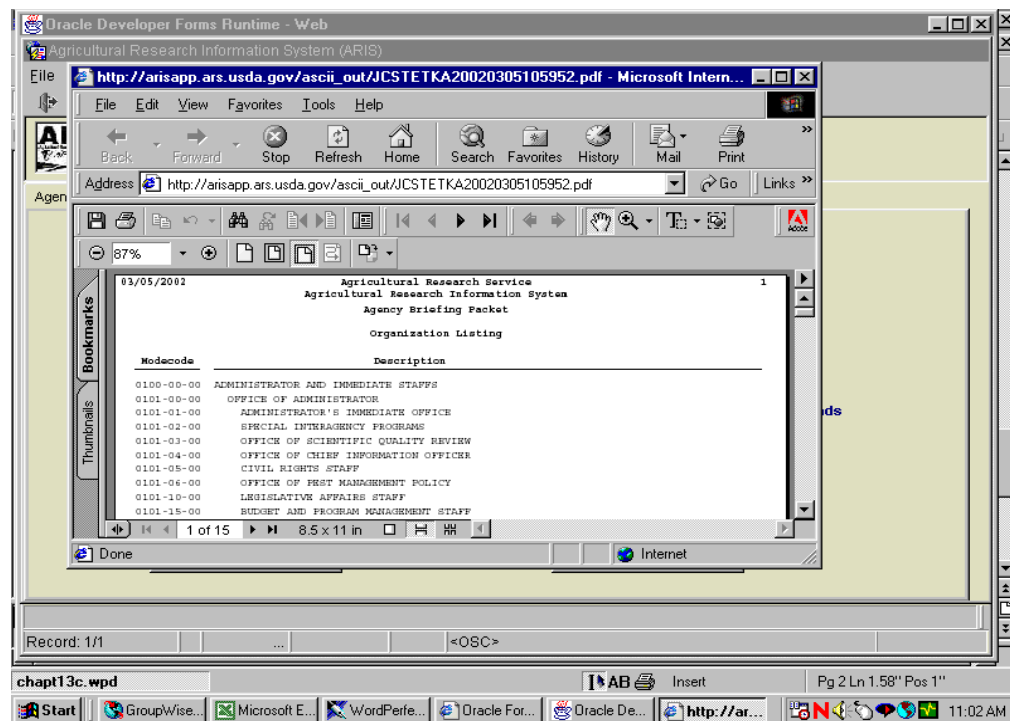 Oracle Developer Forms Runtime - Web
Agricultural Research Information System (ARIS)
File
http://arisapp.ars.usda.gov/ascii_out/JCSTETKA20020305105952.pdf - Microsoft Intern...
File Edit View Favorites Tools Help
Back Forward Stop Refresh Home Search Favorites History Mail Print
Address http://arisapp.ars.usda.gov/ascii_out/JCSTETKA20020305105952.pdf Go Links
Agen
Adobe
87%
Bookmarks
Thumbnails
03/05/2002 Agricultural Research Service 1
Agricultural Research Information System
Agency Briefing Packet
Organization Listing
Modecode Description
0100-00-00 ADMINISTRATOR AND IMMEDIATE STAFFS
0101-00-00 OFFICE OF ADMINISTRATOR
0101-01-00 ADMINISTRATOR'S IMMEDIATE OFFICE
0101-02-00 SPECIAL INTERAGENCY PROGRAMS
0101-03-00 OFFICE OF SCIENTIFIC QUALITY REVIEW
0101-04-00 OFFICE OF CHIEF INFORMATION OFFICER
0101-05-00 CIVIL RIGHTS STAFF
0101-06-00 OFFICE OF PEST MANAGEMENT POLICY
0101-10-00 LEGISLATIVE AFFAIRS STAFF
0101-15-00 BUDGET AND PROGRAM MANAGEMENT STAFF
nds
1 of 15 8.5 x 11 in
Done Internet
Record: 1/1 ... <OSC>
chapt13c.wpd AB Insert Pg 2 Ln 1.58" Pos 1"
Start GroupWise... Microsoft E... WordPerfe... Oracle For... Oracle De... http://ar... 11:02 AM